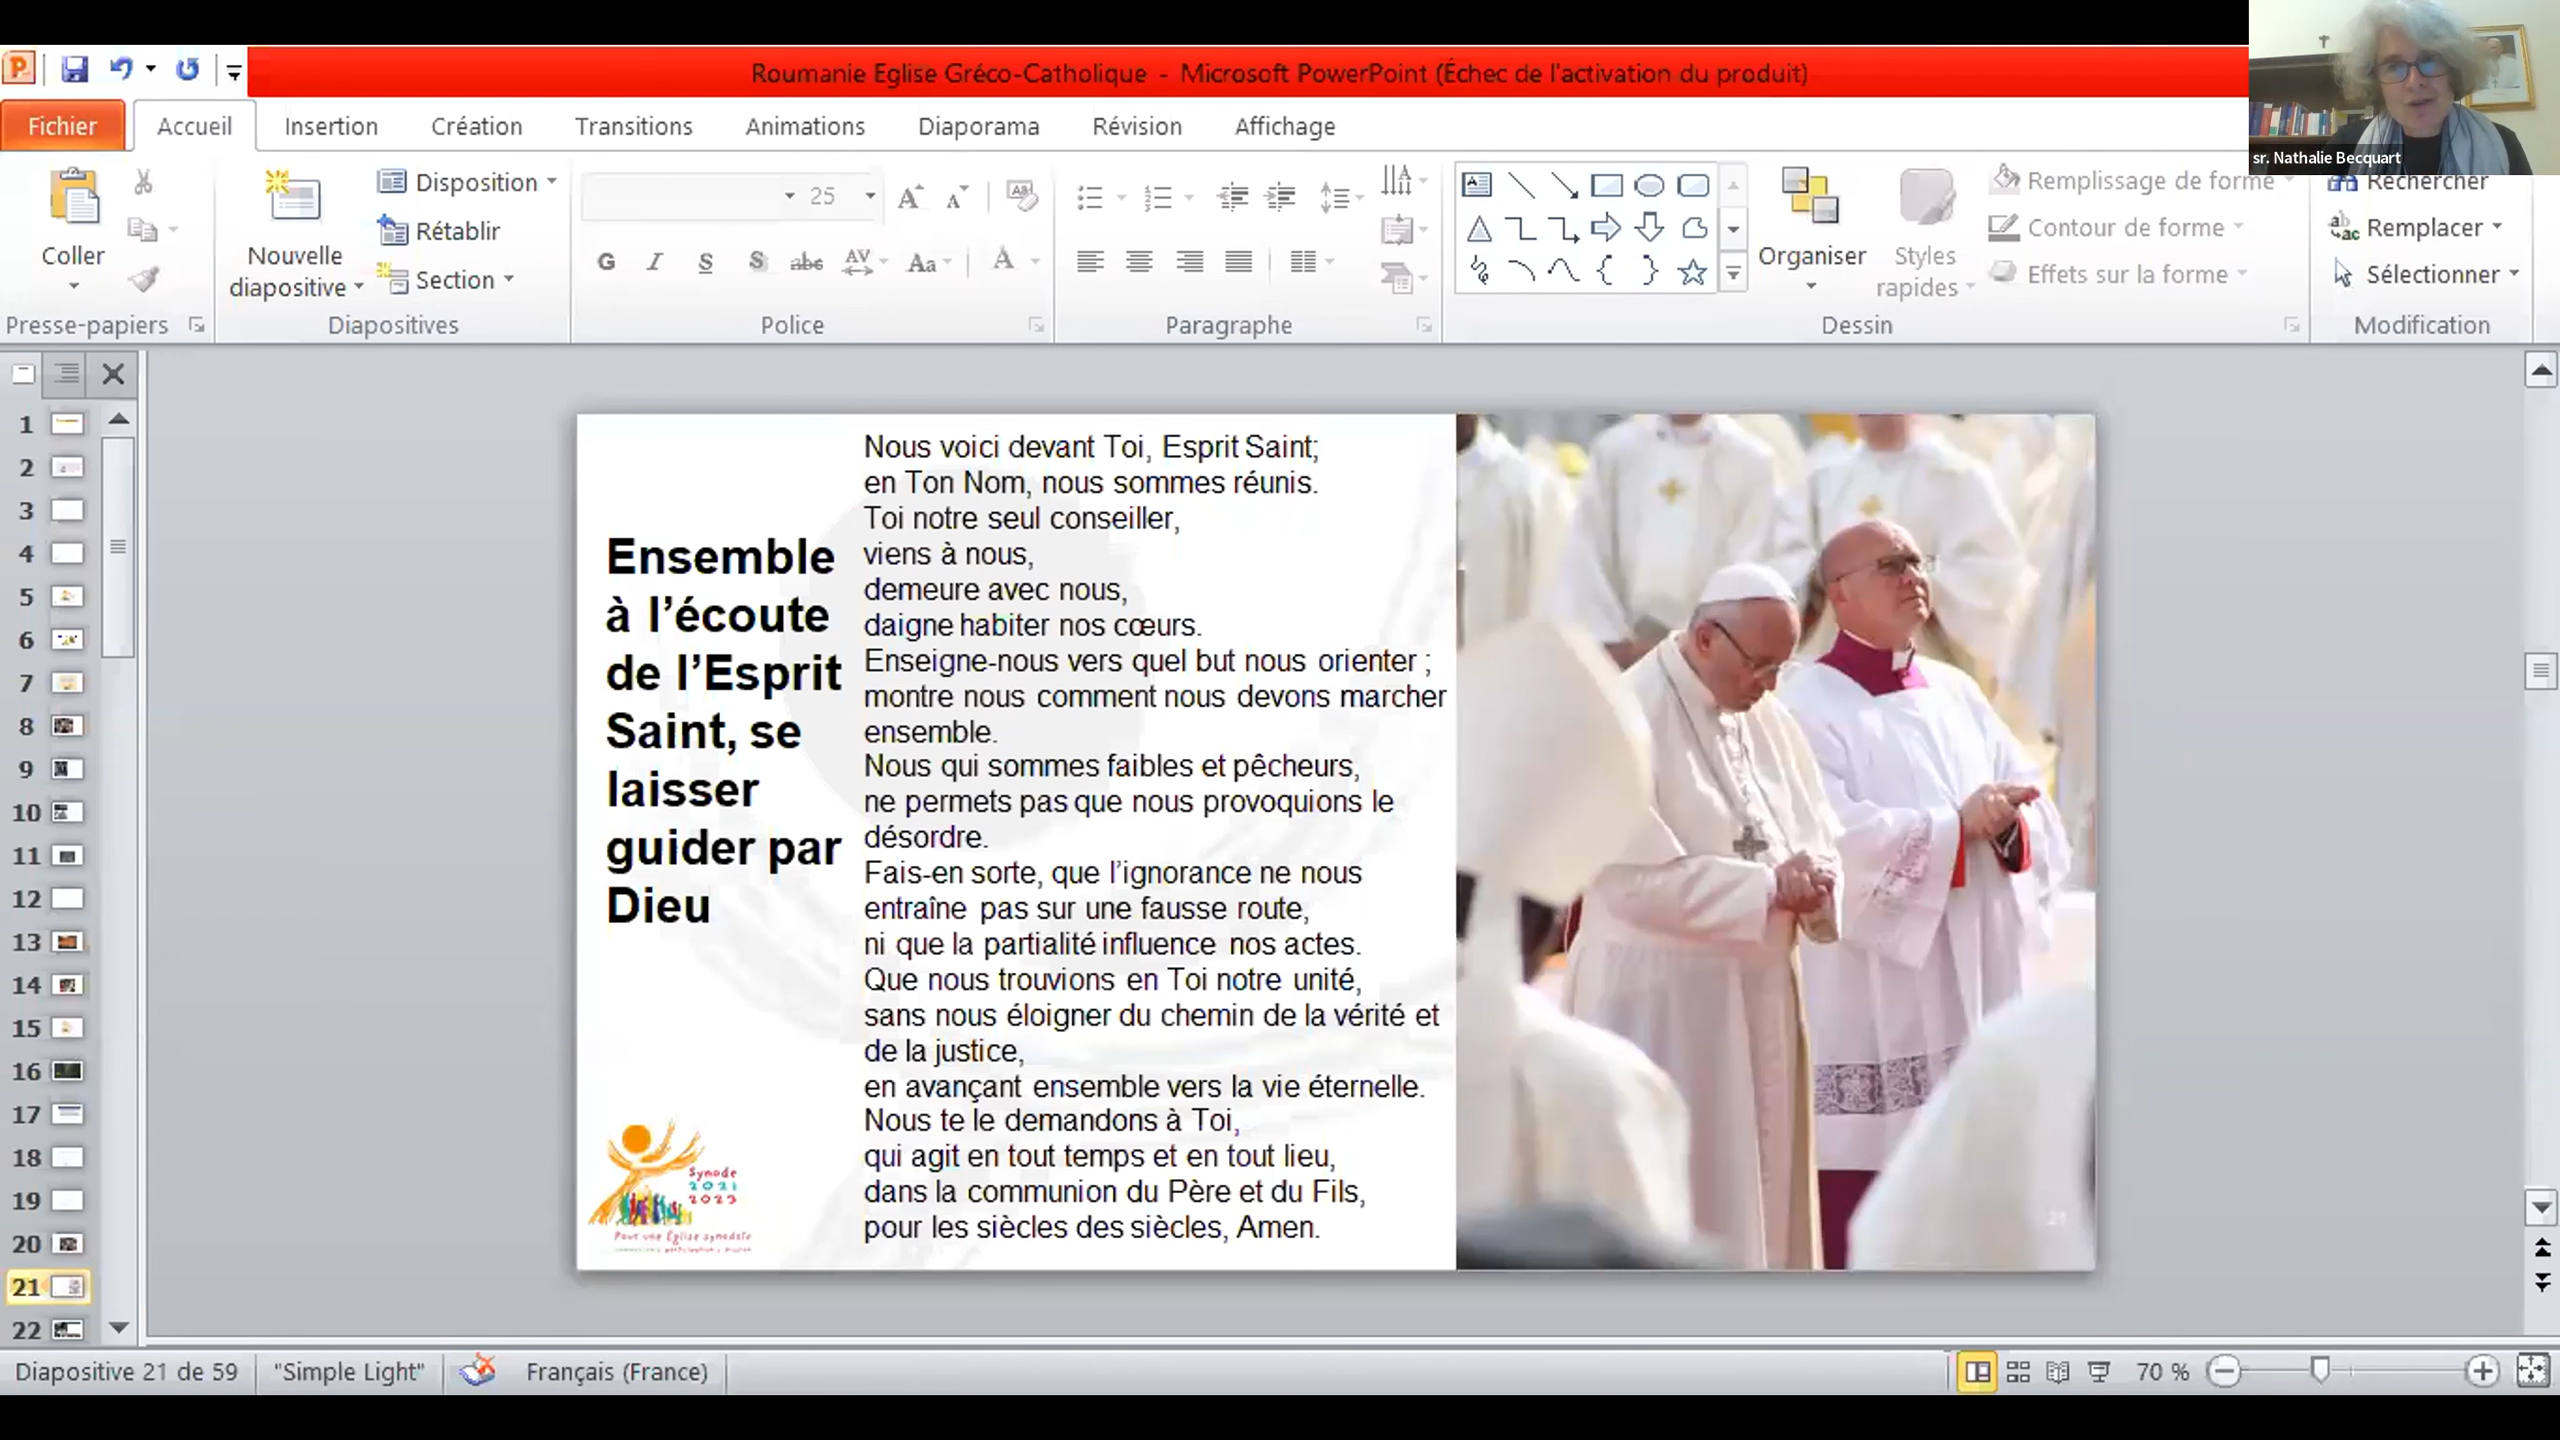 Roumanie Eglise Gréco-Catholique - Microsoft PowerPoint (Échec de l'activation du produit)
sr. Nathalie Becquart
Fichier
Accueil
Insertion
Création
Transitions
Animations
Diaporama
Révision
Affichage
Coller
Nouvelle
diapositive
Disposition
Rétablir
Section
25
G I S S abc AV Aa A
Organiser
Styles
rapides
Remplissage de forme
Contour de forme
Effets sur la forme
Rechercher
Remplacer
Sélectionner
Presse-papiers
Diapositives
Police
Paragraphe
Dessin
Modification
1
2
3
4
5
6
7
8
9
10
11
12
13
14
15
16
17
18
19
20
21
22
Ensemble
à l’écoute
de l’Esprit
Saint, se
laisser
guider par
Dieu
Synode
2021
2023
Pour une Église synodale
Nous voici devant Toi, Esprit Saint;
en Ton Nom, nous sommes réunis.
Toi notre seul conseiller,
viens à nous,
demeure avec nous,
daigne habiter nos cœurs.
Enseigne-nous vers quel but nous orienter ;
montre nous comment nous devons marcher
ensemble.
Nous qui sommes faibles et pêcheurs,
ne permets pas que nous provoquions le
désordre.
Fais-en sorte, que l’ignorance ne nous
entraîne pas sur une fausse route,
ni que la partialité influence nos actes.
Que nous trouvions en Toi notre unité,
sans nous éloigner du chemin de la vérité et
de la justice,
en avançant ensemble vers la vie éternelle.
Nous te le demandons à Toi,
qui agit en tout temps et en tout lieu,
dans la communion du Père et du Fils,
pour les siècles des siècles, Amen.
21
Diapositive 21 de 59
"Simple Light"
Français (France)
70 %